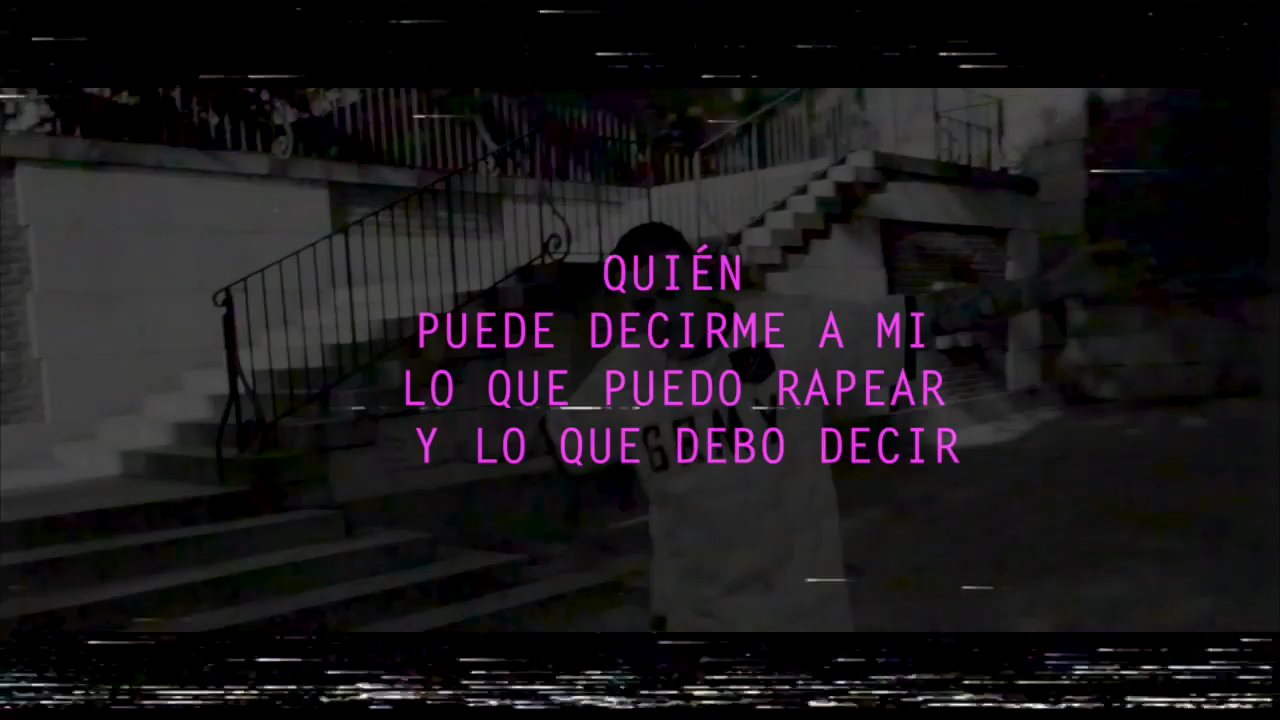 QUIÉN
PUEDE DECIRME A MI
LO QUE PUEDO RAPEAR
Y LO QUE DEBO DECIR